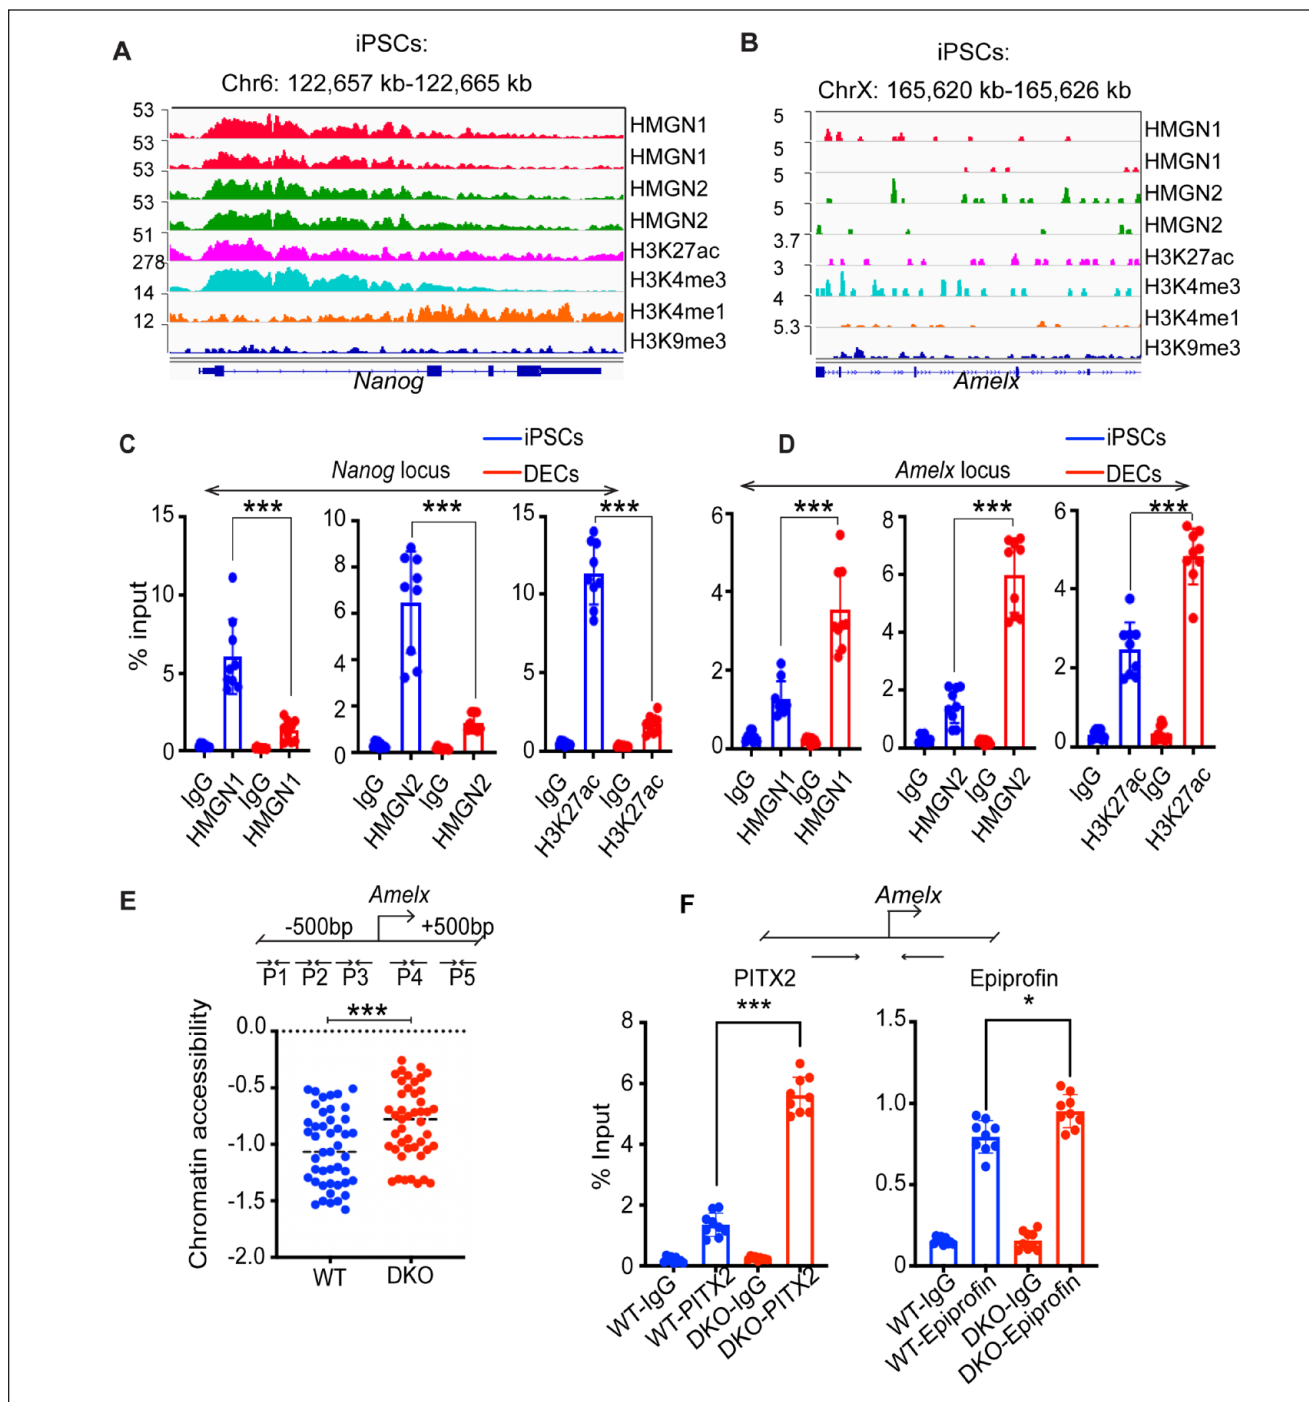 A
iPSCs:
Chr6: 122,657 kb-122,665 kb
53
HMGN1
53
HMGN1
53
HMGN2
53
HMGN2
51
H3K27ac
278
H3K4me3
14
H3K4me1
12
H3K9me3
Nanog
B
iPSCs:
ChrX: 165,620 kb-165,626 kb
5
HMGN1
5
HMGN1
5
HMGN2
5
HMGN2
3.7
H3K27ac
3
H3K4me3
4
H3K4me1
5.3
H3K9me3
Amelx
C
iPSCs
Nanog locus
DECs
% input
***
15
10
5
0
IgG
HMGN1
IgG
HMGN1
***
10
8
6
4
2
0
IgG
HMGN2
IgG
HMGN2
***
15
10
5
0
IgG
H3K27ac
IgG
H3K27ac
D
iPSCs
Amelx locus
DECs
***
6
4
2
0
IgG
HMGN1
IgG
HMGN1
***
8
6
4
2
0
IgG
HMGN2
IgG
HMGN2
***
6
4
2
0
IgG
H3K27ac
IgG
H3K27ac
E
Amelx
-500bp
+500bp
P1 P2 P3 P4 P5
Chromatin accessibility
***
0.0
-0.5
-1.0
-1.5
-2.0
WT
DKO
F
Amelx
PITX2
***
% Input
8
6
4
2
0
WT-IgG
WT-PITX2
DKO-IgG
DKO-PITX2
Epiprofin
*
1.5
1.0
0.5
0
WT-IgG
WT-Epiprofin
DKO-IgG
DKO-Epiprofin